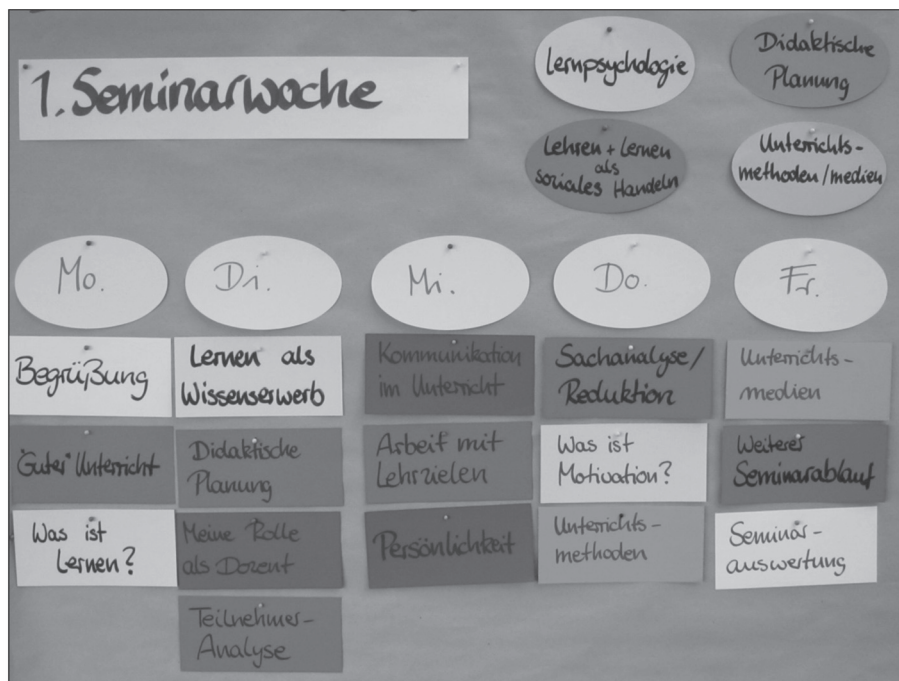 1. Seminarwoche
Lernpsychologie
Didaktische
Planung
Lehren + Lernen
als
soziales Handeln
Unterrichts-
methoden/medien
Mo.
Di.
Mi.
Do.
Fr.
Begrüßung
"Guter" Unterricht
Was ist
Lernen?
Lernen als
Wissenserwerb
Didaktische
Planung
Meine Rolle
als Dozent
Teilnehmer-
Analyse
Kommunikation
im Unterricht
Arbeit mit
Lehrzielen
Persönlichkeit
Sachanalyse/
Reduktion
Was ist
Motivation?
Unterrichts-
methoden
Unterrichts-
medien
Weiterer
Seminarablauf
Seminar-
auswertung